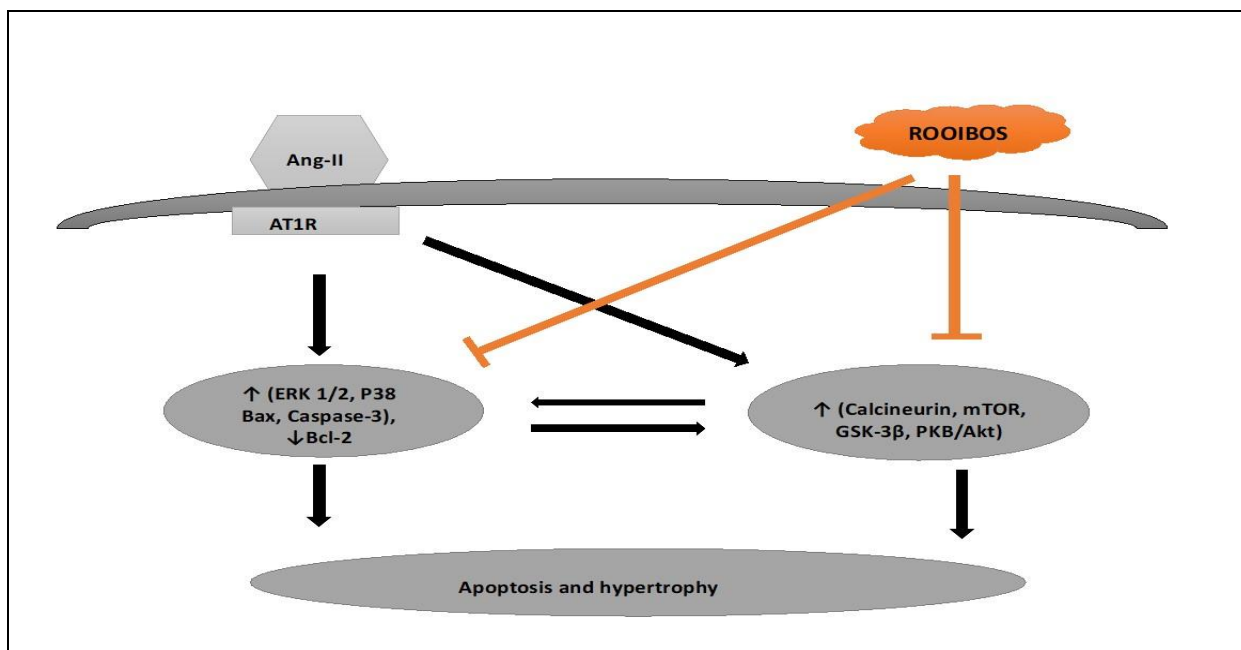 ROOIBOS
Ang-II
AT1R
↑ (ERK 1/2, P38
Bax, Caspase-3),
↓Bcl-2
↑ (Calcineurin, mTOR,
GSK-3β, PKB/Akt)
Apoptosis and hypertrophy